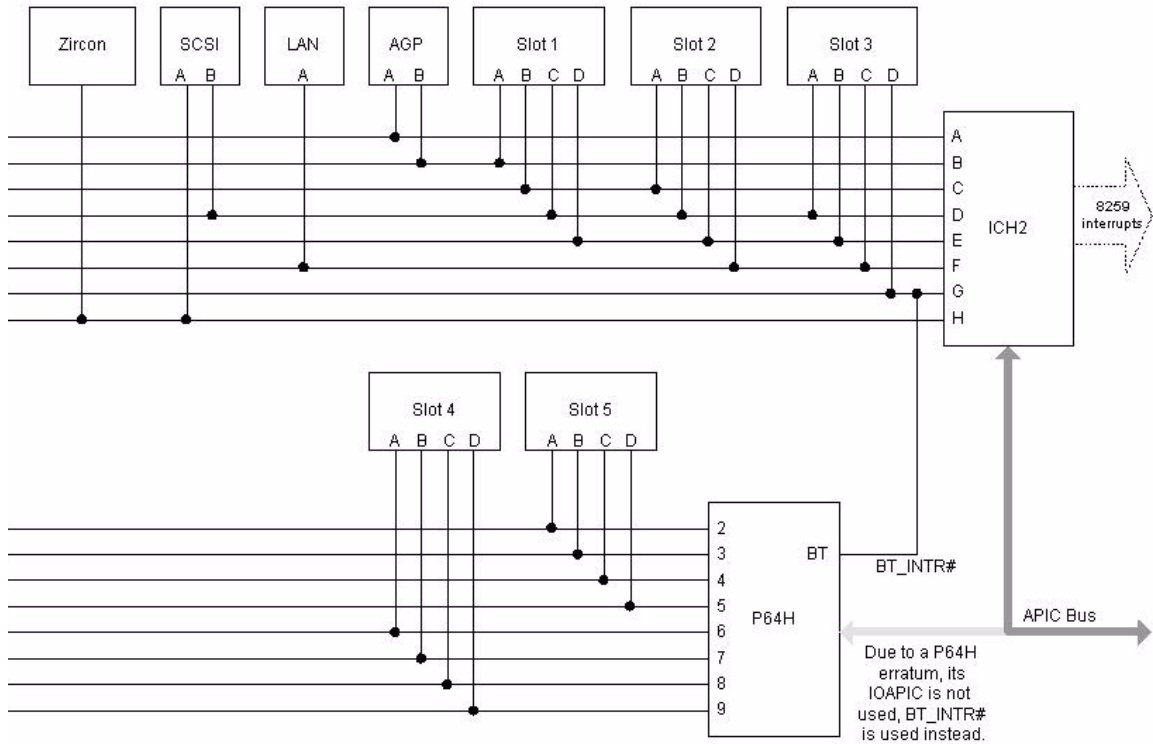 Zircon
SCSI
LAN
AGP
Slot 1
Slot 2
Slot 3
A B
A
A B
A B C D
A B C D
A B C D
A
B
C
D
E
F
G
H
ICH2
8259
interrupts
Slot 4
Slot 5
A B C D
A B C D
2
3
4
5
6
7
8
9
BT
P64H
BT_INTR#
APIC Bus
Due to a P64H
erratum, its
IOAPIC is not
used, BT_INTR#
is used instead.